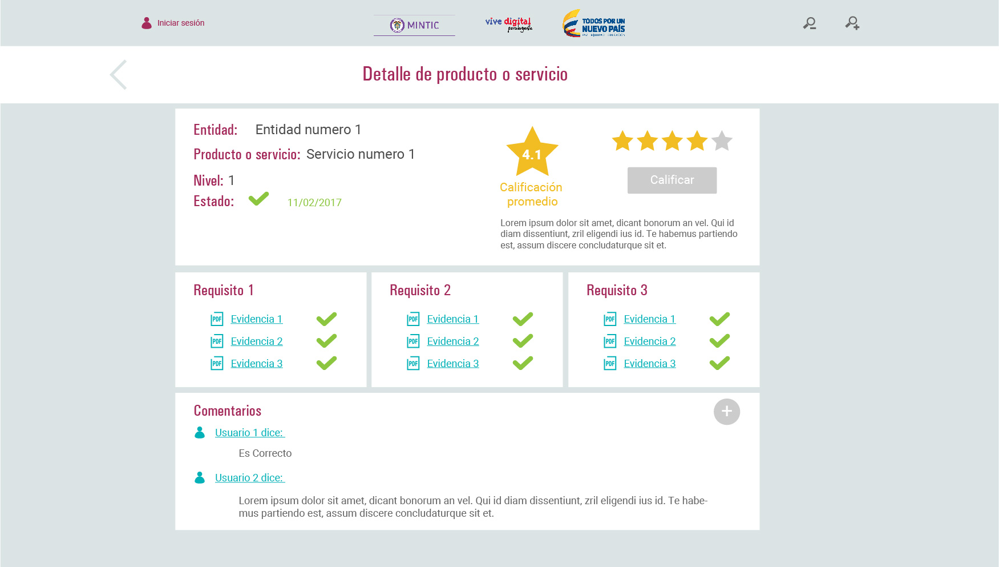 Iniciar sesión
MINTIC
vive digital
para la gente
TODOS POR UN
NUEVO PAÍS
PAZ EQUIDAD EDUCACIÓN
Detalle de producto o servicio
Entidad: Entidad numero 1
Producto o servicio: Servicio numero 1
Nivel: 1
Estado: 11/02/2017
4.1
Calificación
promedio
Calificar
Lorem ipsum dolor sit amet, dicant bonorum an vel. Qui id
diam dissentiunt, zril eligendi ius id. Te habemus partiendo
est, assum discere concludaturque sit et.
Requisito 1
PDF Evidencia 1
PDF Evidencia 2
PDF Evidencia 3
Requisito 2
PDF Evidencia 1
PDF Evidencia 2
PDF Evidencia 3
Requisito 3
PDF Evidencia 1
PDF Evidencia 2
PDF Evidencia 3
Comentarios
+
Usuario 1 dice:
Es Correcto
Usuario 2 dice:
Lorem ipsum dolor sit amet, dicant bonorum an vel. Qui id diam dissentiunt, zril eligendi ius id. Te habe-
mus partiendo est, assum discere concludaturque sit et.